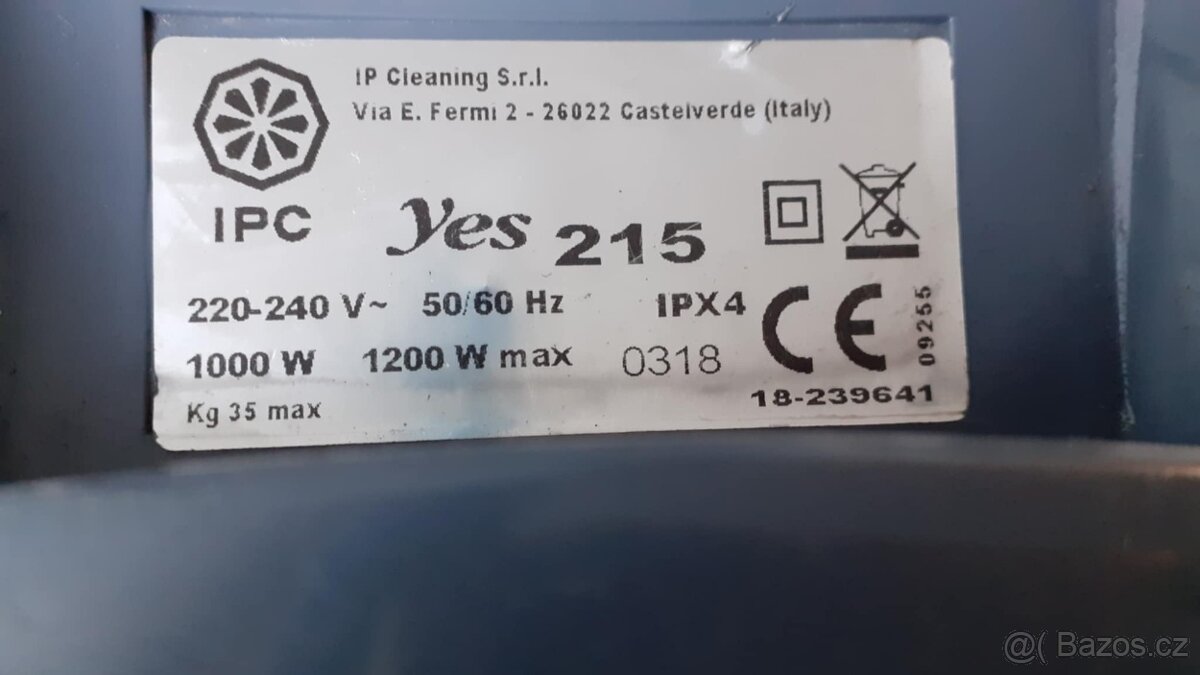 IP Cleaning S.r.l.
Via E. Fermi 2 - 26022 Castelverde (Italy)
IPC
yes 215
220-240 V~ 50/60 Hz IPX4
1000 W 1200 W max 0318 CE 09255
Kg 35 max
18-239641
@( Bazos.cz